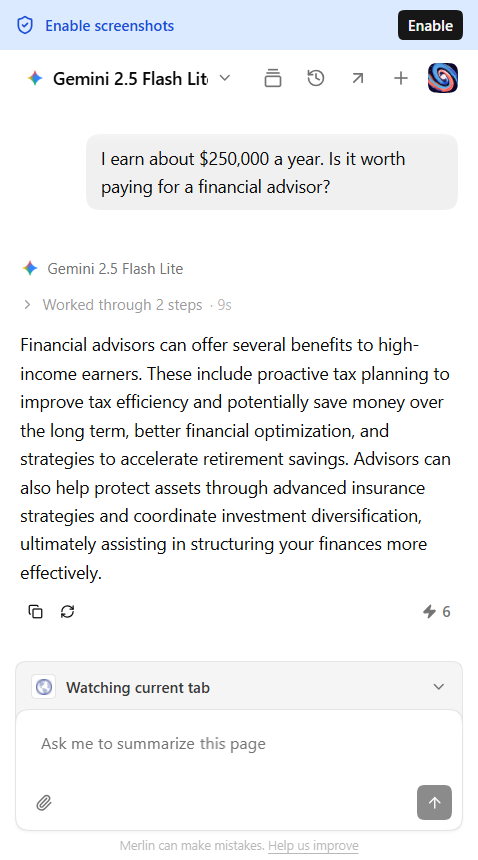 Enable screenshots
Enable
Gemini 2.5 Flash Lit
I earn about $250,000 a year. Is it worth
paying for a financial advisor?
Gemini 2.5 Flash Lite
Worked through 2 steps · 9s
Financial advisors can offer several benefits to high-
income earners. These include proactive tax planning to
improve tax efficiency and potentially save money over
the long term, better financial optimization, and
strategies to accelerate retirement savings. Advisors can
also help protect assets through advanced insurance
strategies and coordinate investment diversification,
ultimately assisting in structuring your finances more
effectively.
6
Watching current tab
Ask me to summarize this page
Merlin can make mistakes. Help us improve